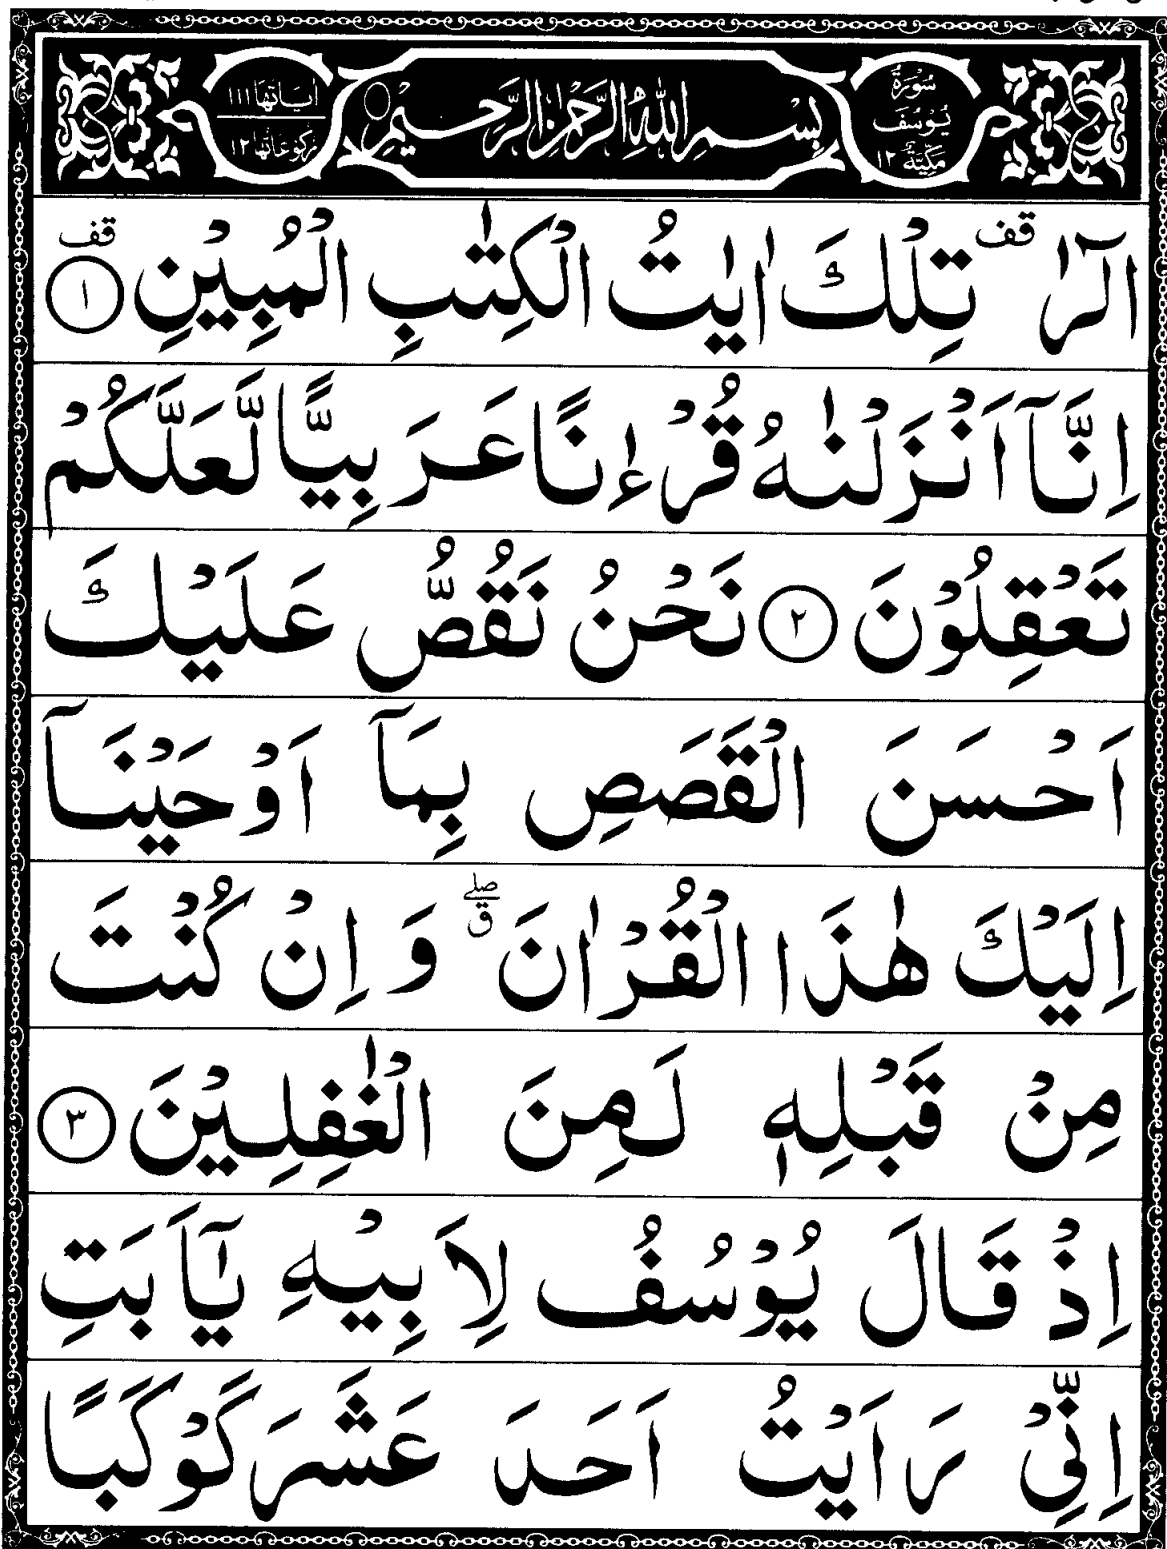 سُوْرَةُ
يُوْسُفَ
مَكِّيَّةٌ ١٢
بِسْمِ اللّٰهِ الرَّحْمٰنِ الرَّحِيْمِ
اٰيَاتُهَا ١١١
رُكُوْعَاتُهَا ١٢
الٓرٰ قف تِلْكَ اٰيٰتُ الْكِتٰبِ الْمُبِيْنِ ۝١ قف
اِنَّآ اَنْزَلْنٰهُ قُرْءٰنًا عَرَبِيًّا لَّعَلَّكُمْ
تَعْقِلُوْنَ ۝٢ نَحْنُ نَقُصُّ عَلَيْكَ
اَحْسَنَ الْقَصَصِ بِمَآ اَوْحَيْنَآ
اِلَيْكَ هٰذَا الْقُرْاٰنَ صلے ق وَ اِنْ كُنْتَ
مِنْ قَبْلِهٖ لَمِنَ الْغٰفِلِيْنَ ۝٣
اِذْ قَالَ يُوْسُفُ لِاَبِيْهِ يٰٓاَبَتِ
اِنِّيْ رَاَيْتُ اَحَدَ عَشَرَ كَوْكَبًا